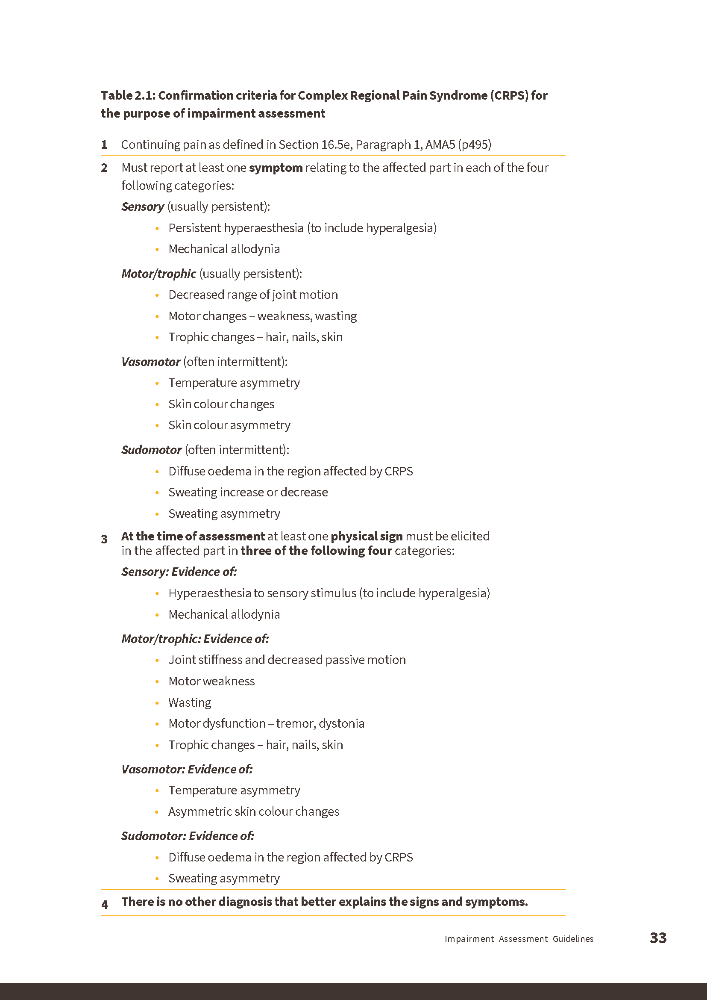 Table 2.1: Confirmation criteria for Complex Regional Pain Syndrome (CRPS) for
the purpose of impairment assessment
1 Continuing pain as defined in Section 16.5e, Paragraph 1, AMA5 (p495)
2 Must report at least one symptom relating to the affected part in each of the four
following categories:
Sensory (usually persistent):
• Persistent hyperaesthesia (to include hyperalgesia)
• Mechanical allodynia
Motor/trophic (usually persistent):
• Decreased range of joint motion
• Motor changes – weakness, wasting
• Trophic changes – hair, nails, skin
Vasomotor (often intermittent):
• Temperature asymmetry
• Skin colour changes
• Skin colour asymmetry
Sudomotor (often intermittent):
• Diffuse oedema in the region affected by CRPS
• Sweating increase or decrease
• Sweating asymmetry
3 At the time of assessment at least one physical sign must be elicited
in the affected part in three of the following four categories:
Sensory: Evidence of:
• Hyperaesthesia to sensory stimulus (to include hyperalgesia)
• Mechanical allodynia
Motor/trophic: Evidence of:
• Joint stiffness and decreased passive motion
• Motor weakness
• Wasting
• Motor dysfunction – tremor, dystonia
• Trophic changes – hair, nails, skin
Vasomotor: Evidence of:
• Temperature asymmetry
• Asymmetric skin colour changes
Sudomotor: Evidence of:
• Diffuse oedema in the region affected by CRPS
• Sweating asymmetry
4 There is no other diagnosis that better explains the signs and symptoms.
Impairment Assessment Guidelines 33